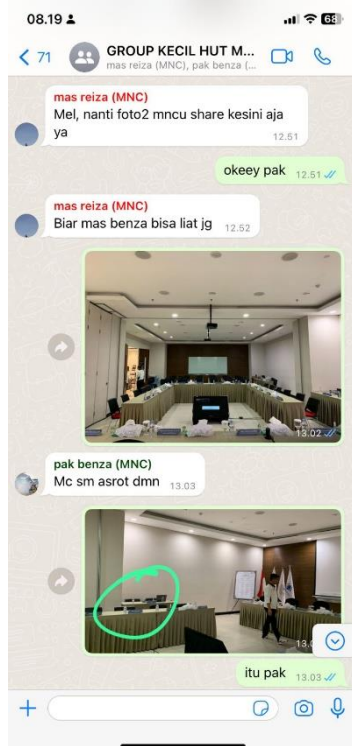 08.19
63
71
GROUP KECIL HUT M...
mas reiza (MNC), pak benza (...
mas reiza (MNC)
Mel, nanti foto2 mncu share kesini aja
ya
12.51
okeey pak 12.51
mas reiza (MNC)
Biar mas benza bisa liat jg 12.52
13.02
pak benza (MNC)
Mc sm asrot dmn 13.03
itu pak 13.03